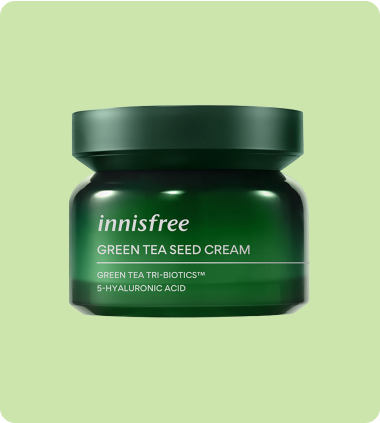 innisfree
GREEN TEA SEED CREAM
GREEN TEA TRI-BIOTICS™
5-HYALURONIC ACID